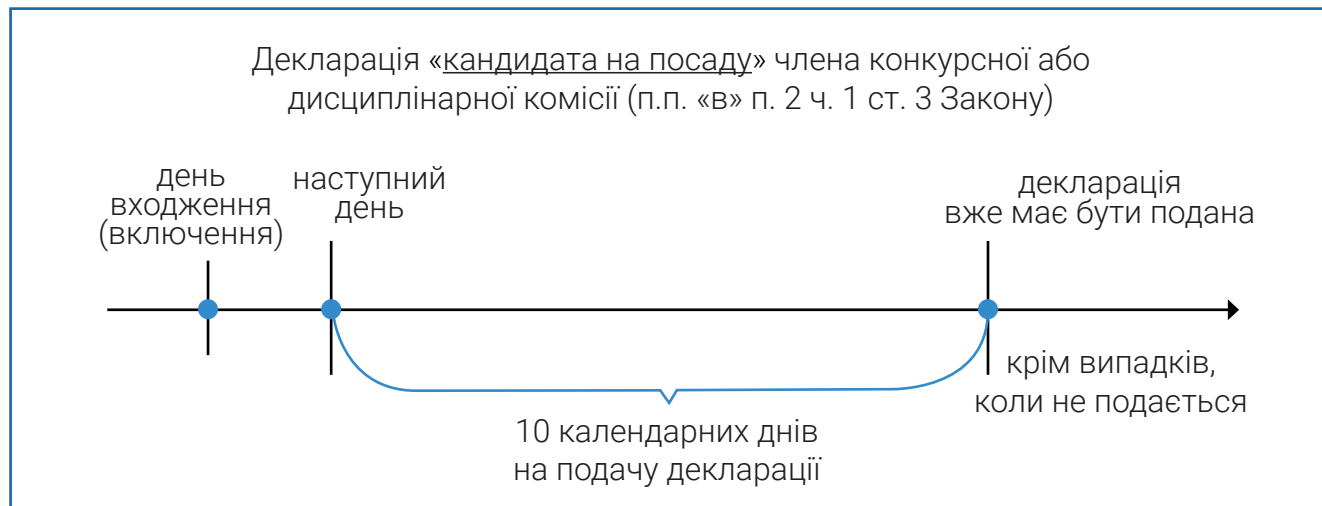 Декларація «кандидата на посаду» члена конкурсної або
дисциплінарної комісії (п.п. «в» п. 2 ч. 1 ст. 3 Закону)
день
входження
(включення)
наступний
день
декларація
вже має бути подана
крім випадків,
коли не подається
10 календарних днів
на подачу декларації